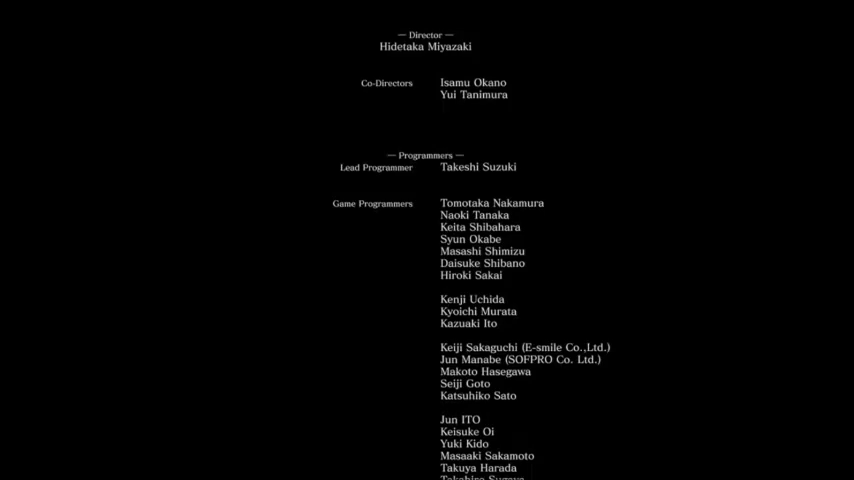 — Director —
Hidetaka Miyazaki
Co-Directors Isamu Okano
Yui Tanimura
— Programmers —
Lead Programmer Takeshi Suzuki
Game Programmers Tomotaka Nakamura
Naoki Tanaka
Keita Shibahara
Syun Okabe
Masashi Shimizu
Daisuke Shibano
Hiroki Sakai
Kenji Uchida
Kyoichi Murata
Kazuaki Ito
Keiji Sakaguchi (E-smile Co.,Ltd.)
Jun Manabe (SOFPRO Co. Ltd.)
Makoto Hasegawa
Seiji Goto
Katsuhiko Sato
Jun ITO
Keisuke Oi
Yuki Kido
Masaaki Sakamoto
Takuya Harada